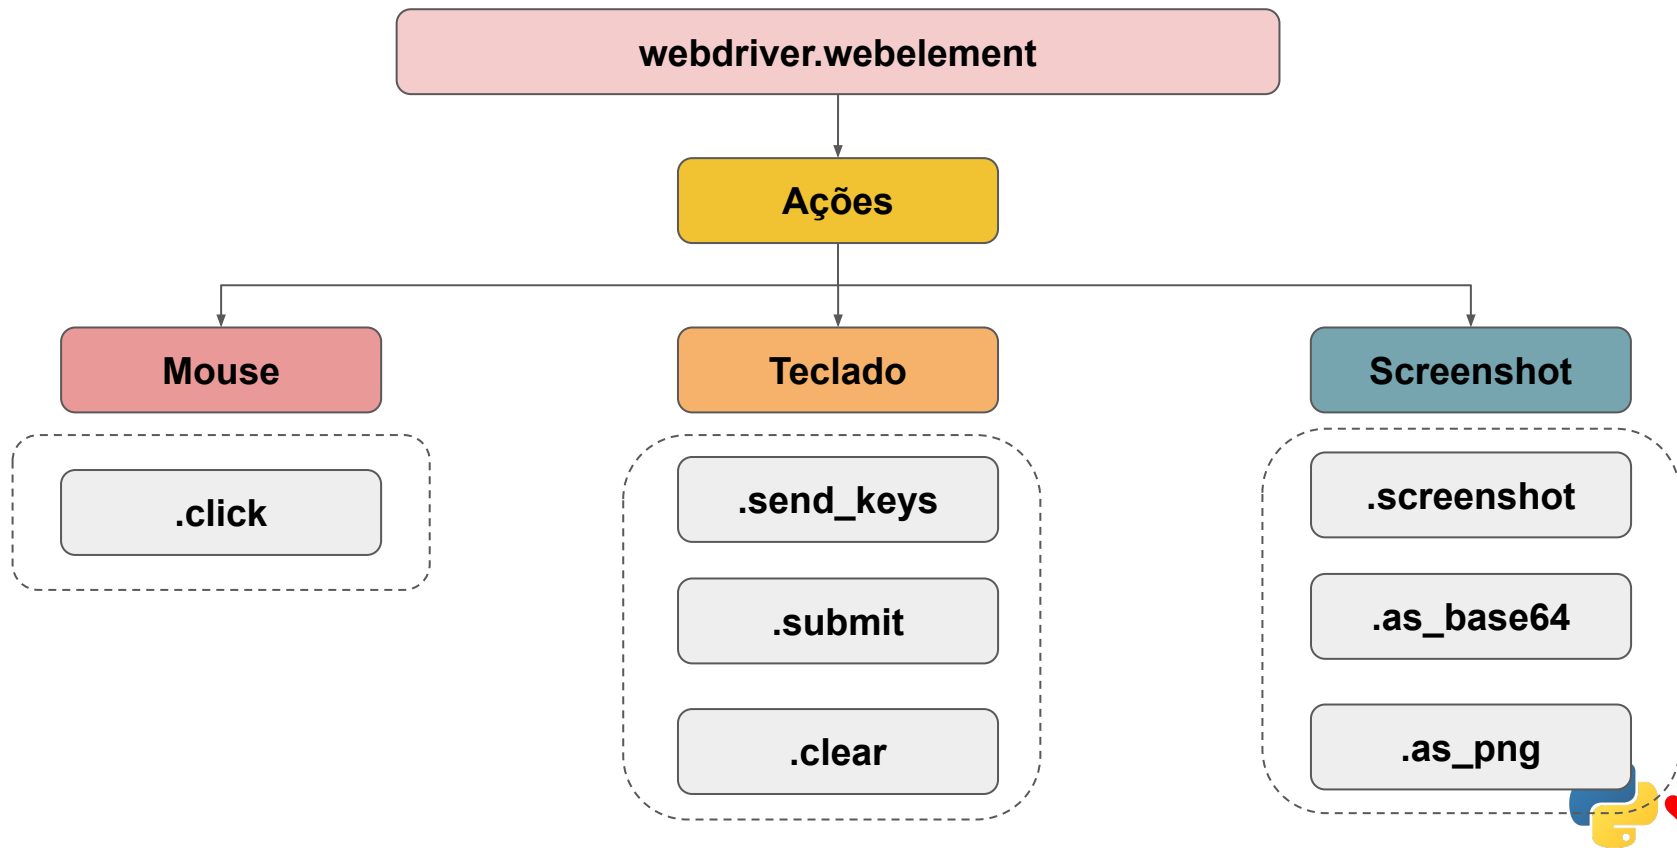 webdriver.webelement
Ações
Mouse
Teclado
Screenshot
.click
.send_keys
.submit
.clear
.screenshot
.as_base64
.as_png